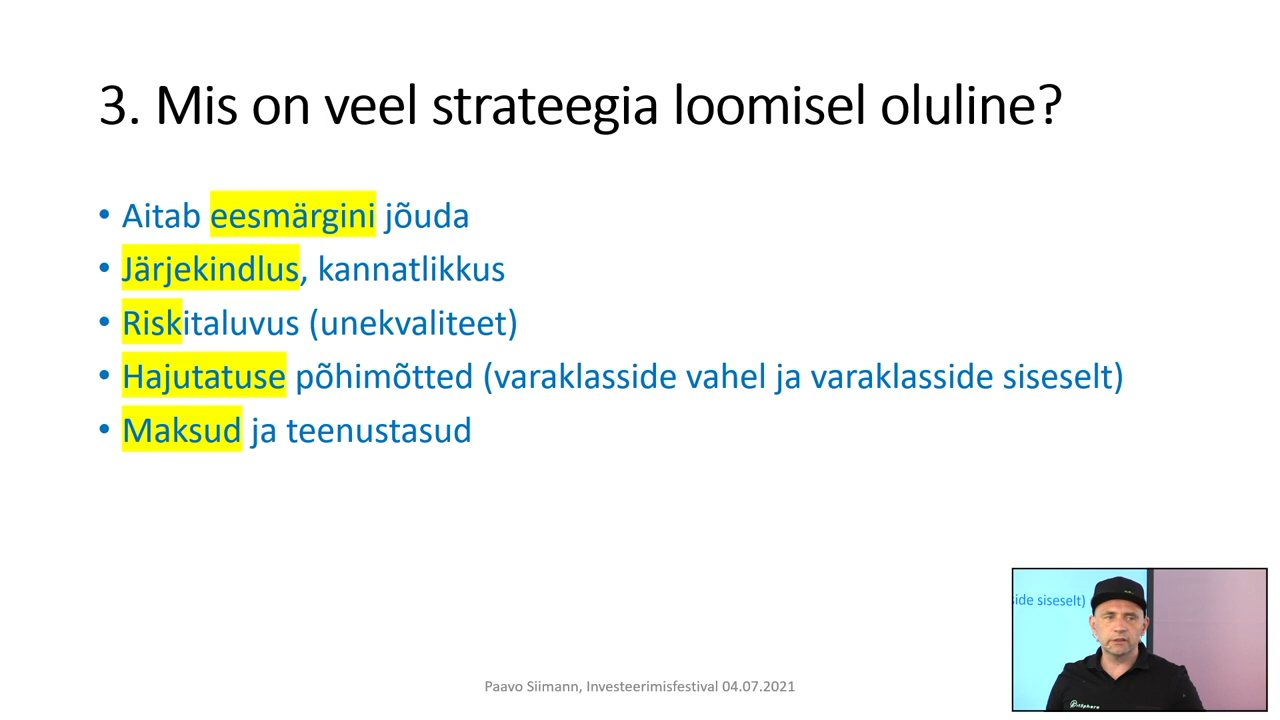 3. Mis on veel strateegia loomisel oluline?
• Aitab eesmärgini jõuda
• Järjekindlus, kannatlikkus
• Riskitaluvus (unekvaliteet)
• Hajutatuse põhimõtted (varaklasside vahel ja varaklasside siseselt)
• Maksud ja teenustasud
side siseselt)
Paavo Siimann, Investeerimisfestival 04.07.2021